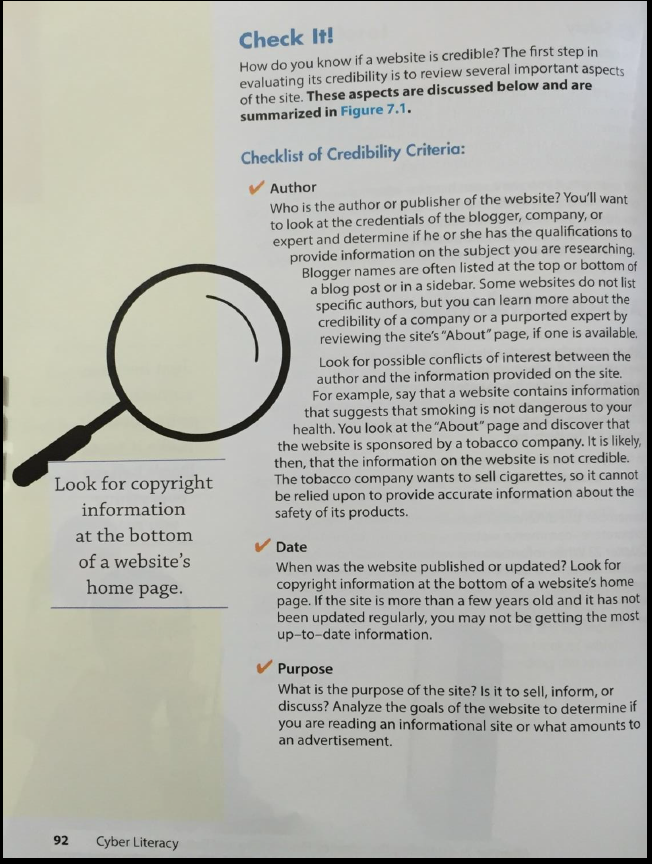 Check It!
How do you know if a website is credible? The first step in
evaluating its credibility is to review several important aspects
of the site. These aspects are discussed below and are
summarized in Figure 7.1.
Checklist of Credibility Criteria:
✓ Author
Who is the author or publisher of the website? You'll want
to look at the credentials of the blogger, company, or
expert and determine if he or she has the qualifications to
provide information on the subject you are researching.
Blogger names are often listed at the top or bottom of
a blog post or in a sidebar. Some websites do not list
specific authors, but you can learn more about the
credibility of a company or a purported expert by
reviewing the site's "About" page, if one is available.
Look for possible conflicts of interest between the
author and the information provided on the site.
For example, say that a website contains information
that suggests that smoking is not dangerous to your
health. You look at the "About" page and discover that
the website is sponsored by a tobacco company. It is likely,
then, that the information on the website is not credible.
The tobacco company wants to sell cigarettes, so it cannot
be relied upon to provide accurate information about the
safety of its products.
Look for copyright
information
at the bottom
of a website's
home page.
✓ Date
When was the website published or updated? Look for
copyright information at the bottom of a website's home
page. If the site is more than a few years old and it has not
been updated regularly, you may not be getting the most
up-to-date information.
✓ Purpose
What is the purpose of the site? Is it to sell, inform, or
discuss? Analyze the goals of the website to determine if
you are reading an informational site or what amounts to
an advertisement.
92 Cyber Literacy